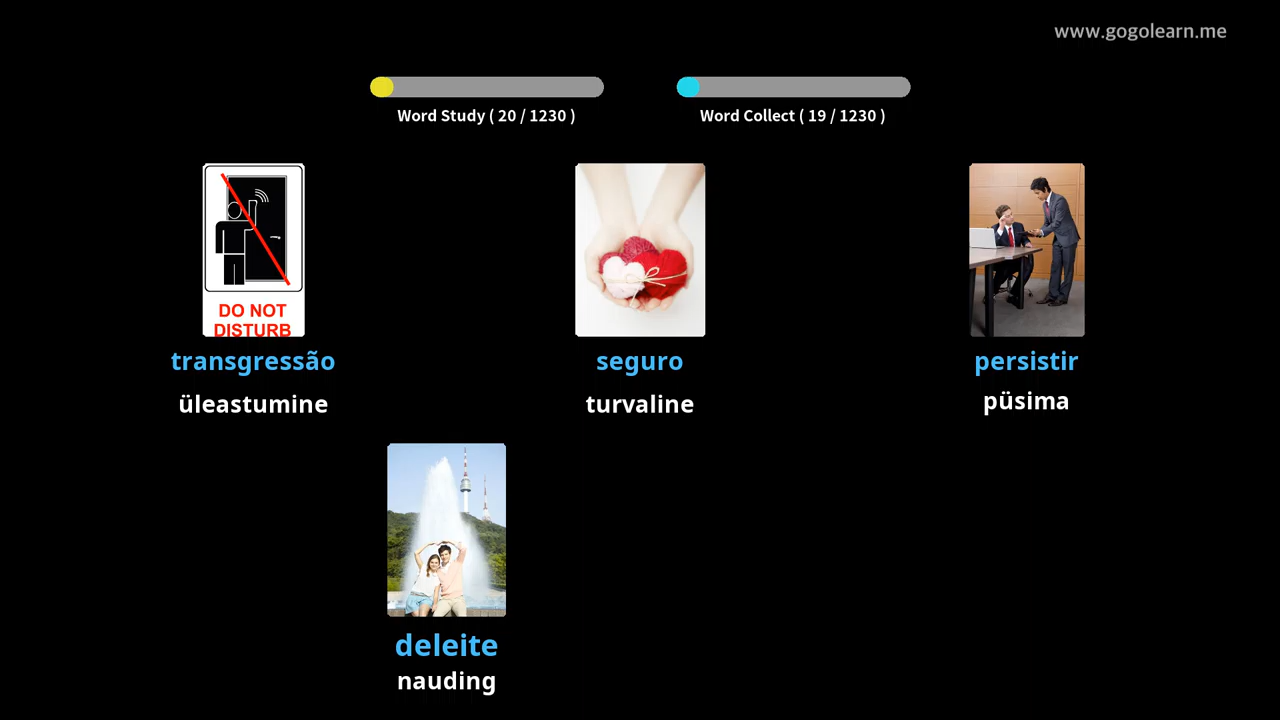 www.gogolearn.me
Word Study ( 20 / 1230 )
Word Collect ( 19 / 1230 )
DO NOT
DISTURB
transgressão
seguro
persistir
üleastumine
turvaline
püsima
deleite
nauding